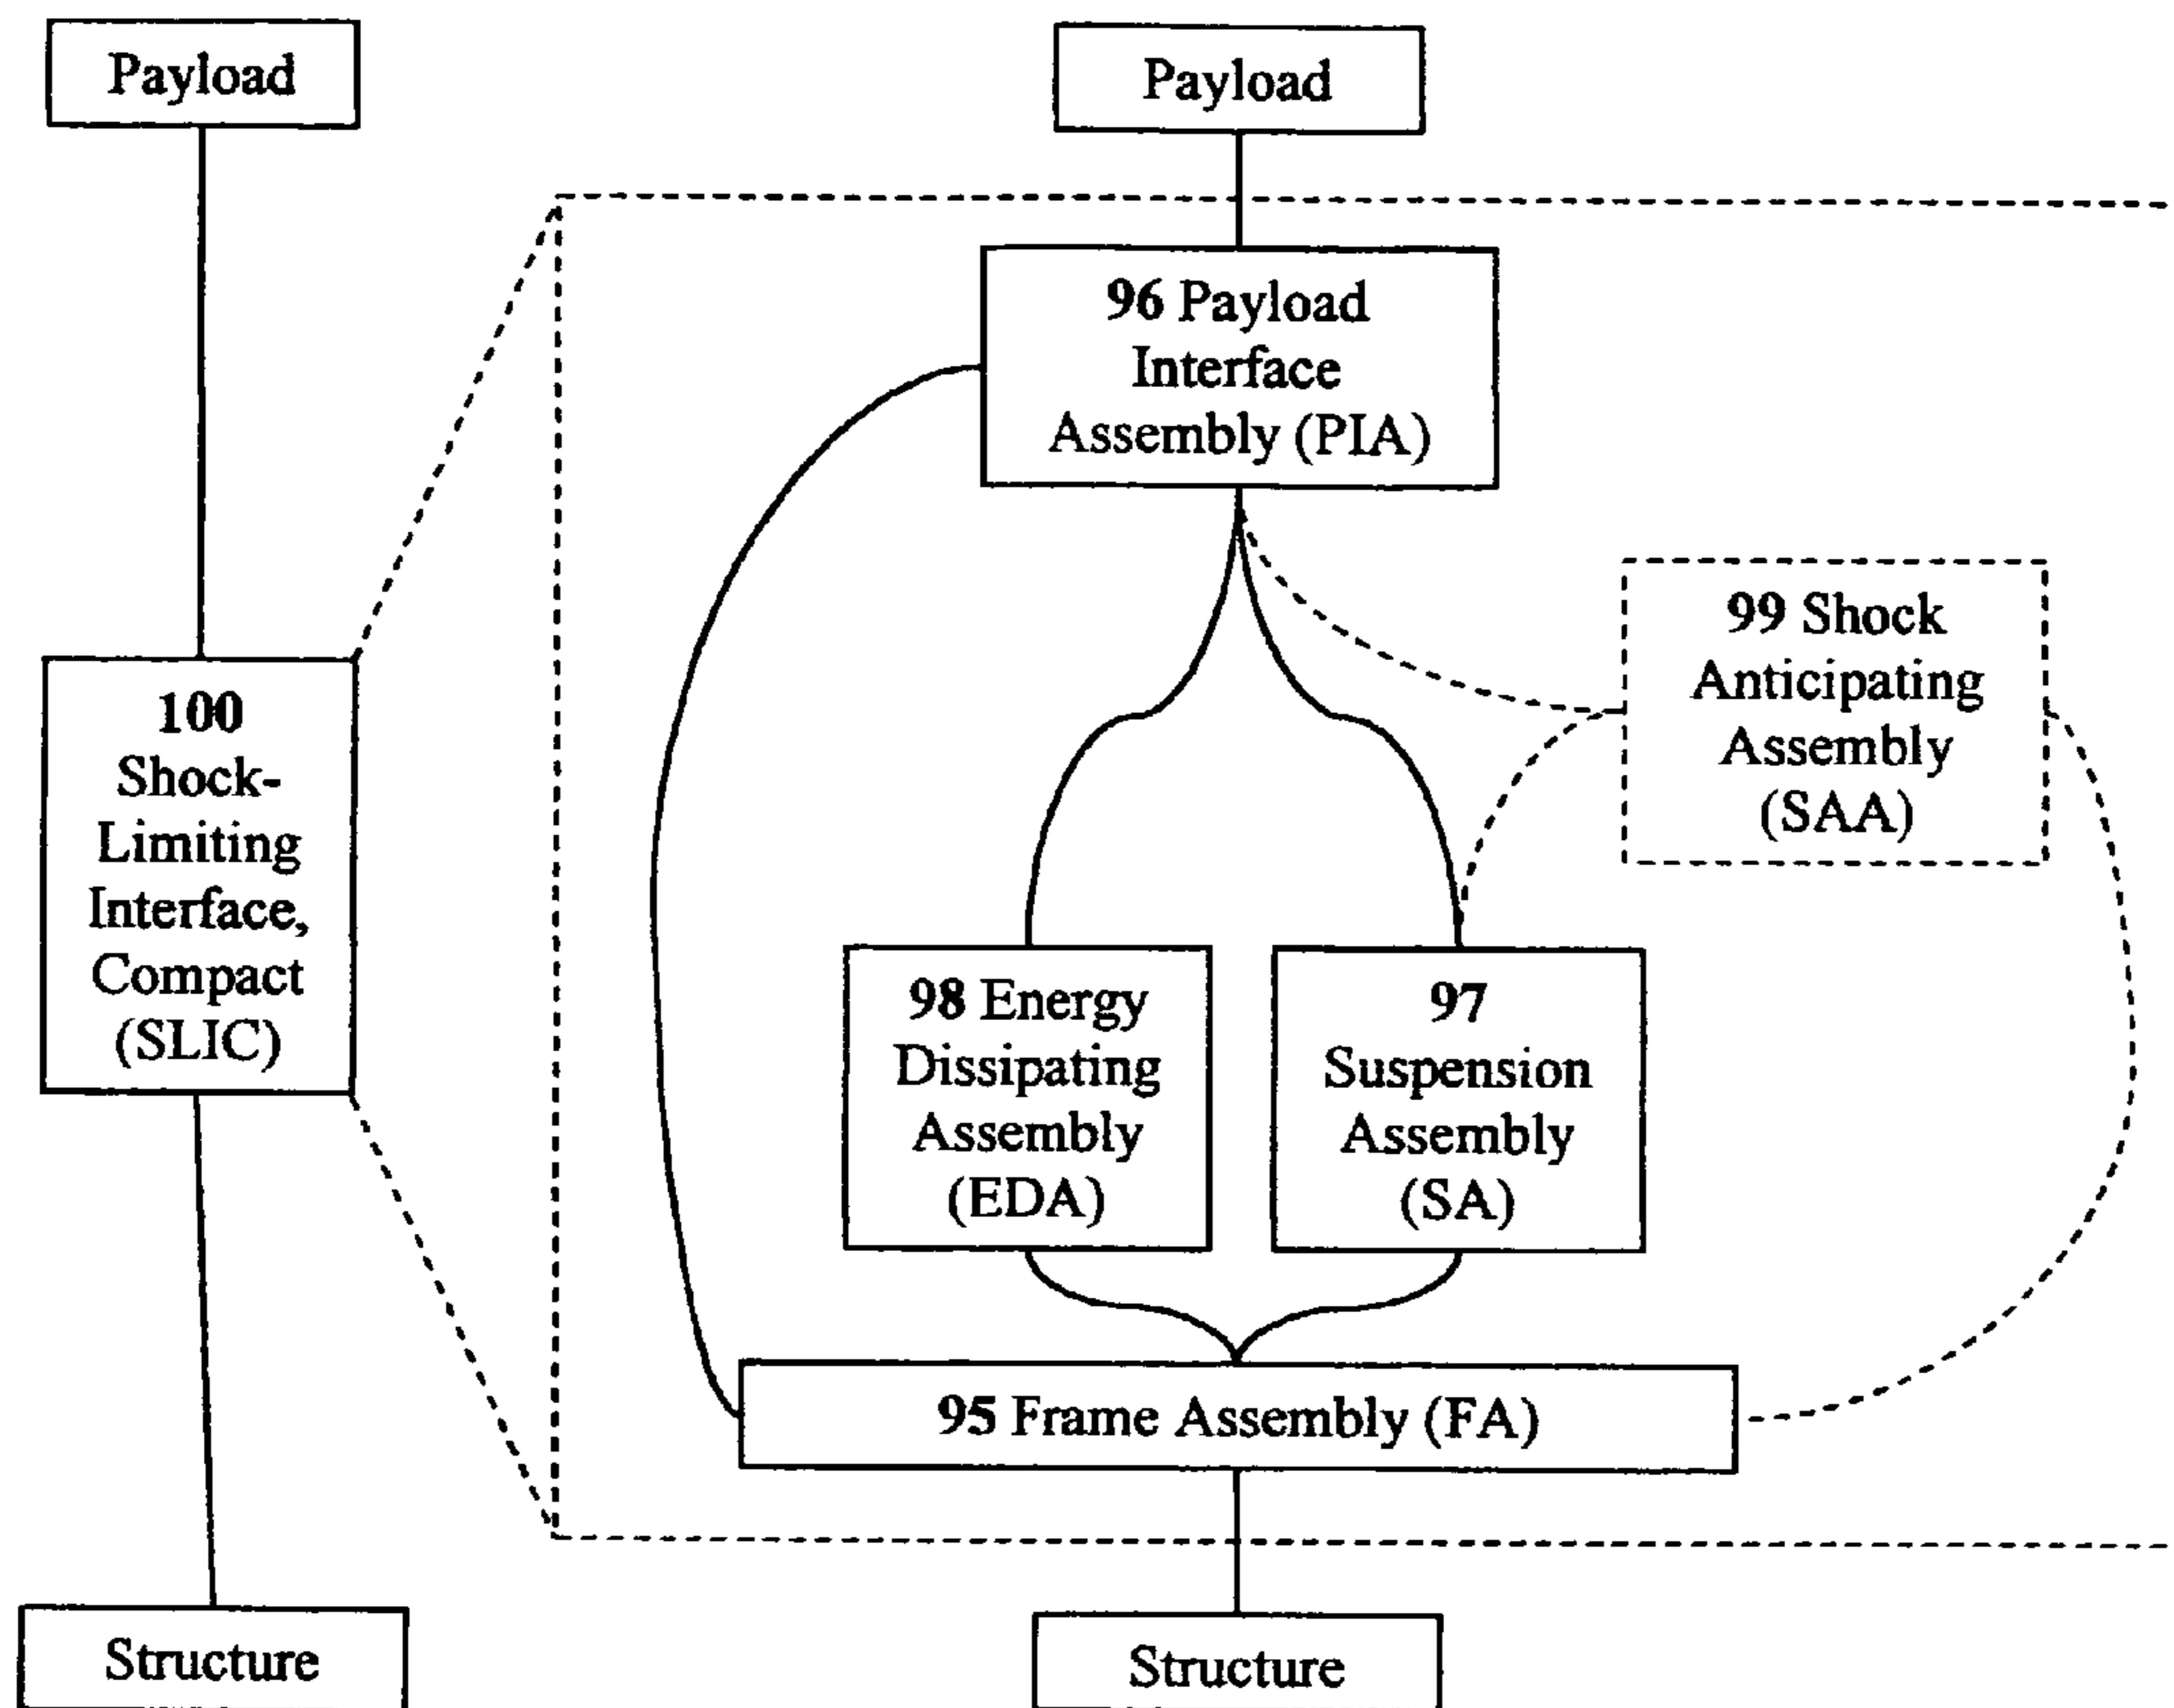 Payload
100
Shock-
Limiting
Interface,
Compact
(SLIC)
Structure
Payload
96 Payload
Interface
Assembly (PIA)
99 Shock
Anticipating
Assembly
(SAA)
98 Energy
Dissipating
Assembly
(EDA)
97
Suspension
Assembly
(SA)
95 Frame Assembly (FA)
Structure